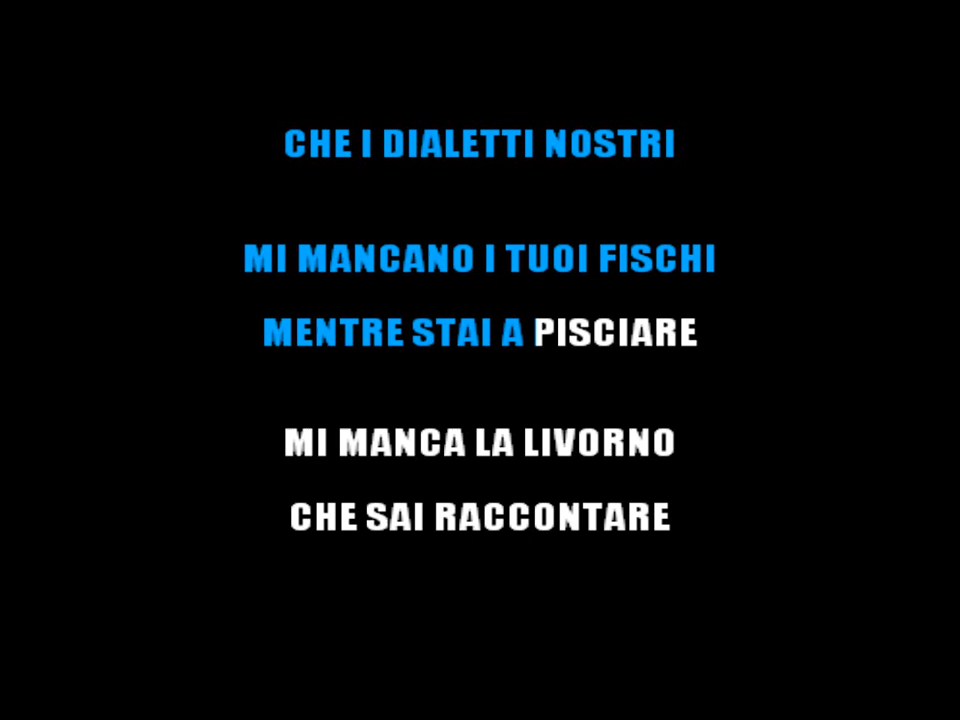 CHE I DIALETTI NOSTRI
MI MANCANO I TUOI FISCHI
MENTRE STAI A PISCIARE
MI MANCA LA LIVORNO
CHE SAI RACCONTARE